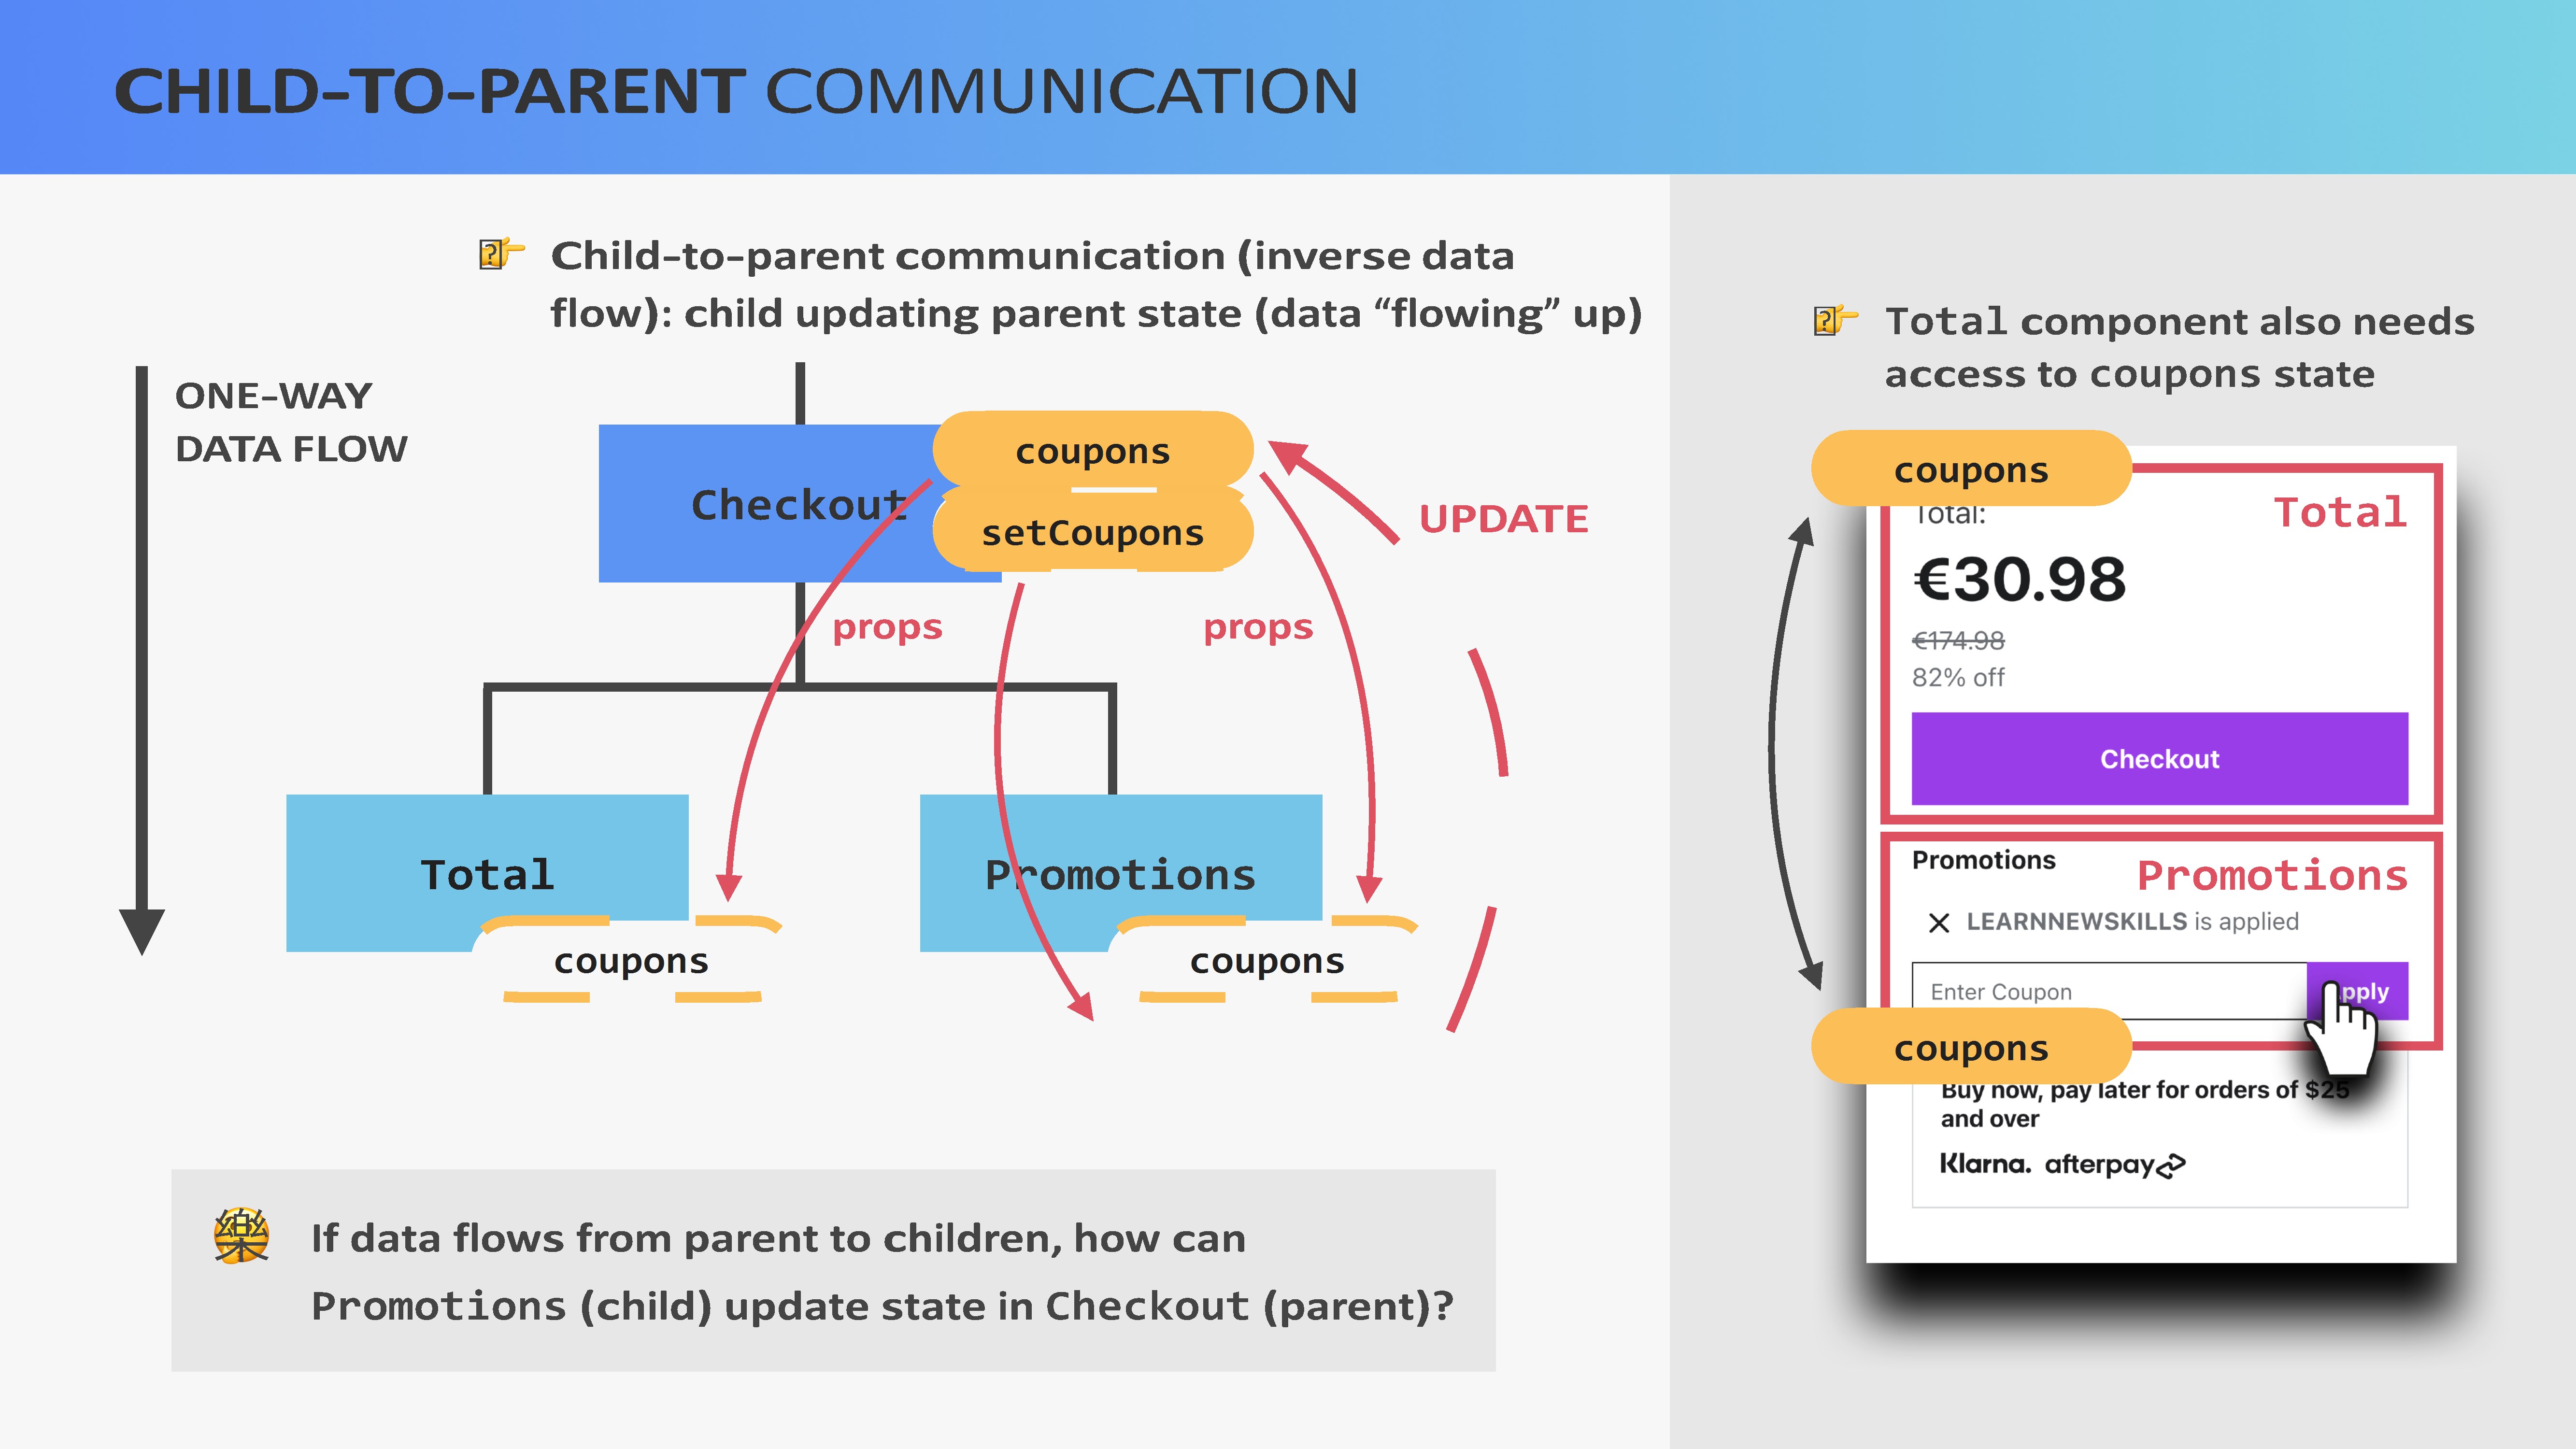 CHILD-TO-PARENT COMMUNICATION
👉 Child-to-parent communication (inverse data
flow): child updating parent state (data “flowing” up)
ONE-WAY
DATA FLOW
coupons
Checkout
setCoupons
UPDATE
props
props
Total
Promotions
coupons
coupons
If data flows from parent to children, how can
Promotions (child) update state in Checkout (parent)?
👉 Total component also needs
access to coupons state
coupons
Total:
Total
€30.98
€174.98
82% off
Checkout
Promotions
Promotions
LEARNNEWSKILLS is applied
Enter Coupon
pply
coupons
Buy now, pay later for orders of $25
and over
Klarna. afterpay